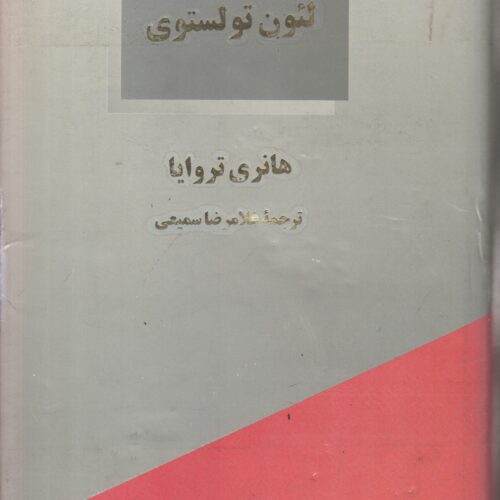 لئون تولستوی
هانری تروایا
ترجمهٔ غلامرضا سمیعی